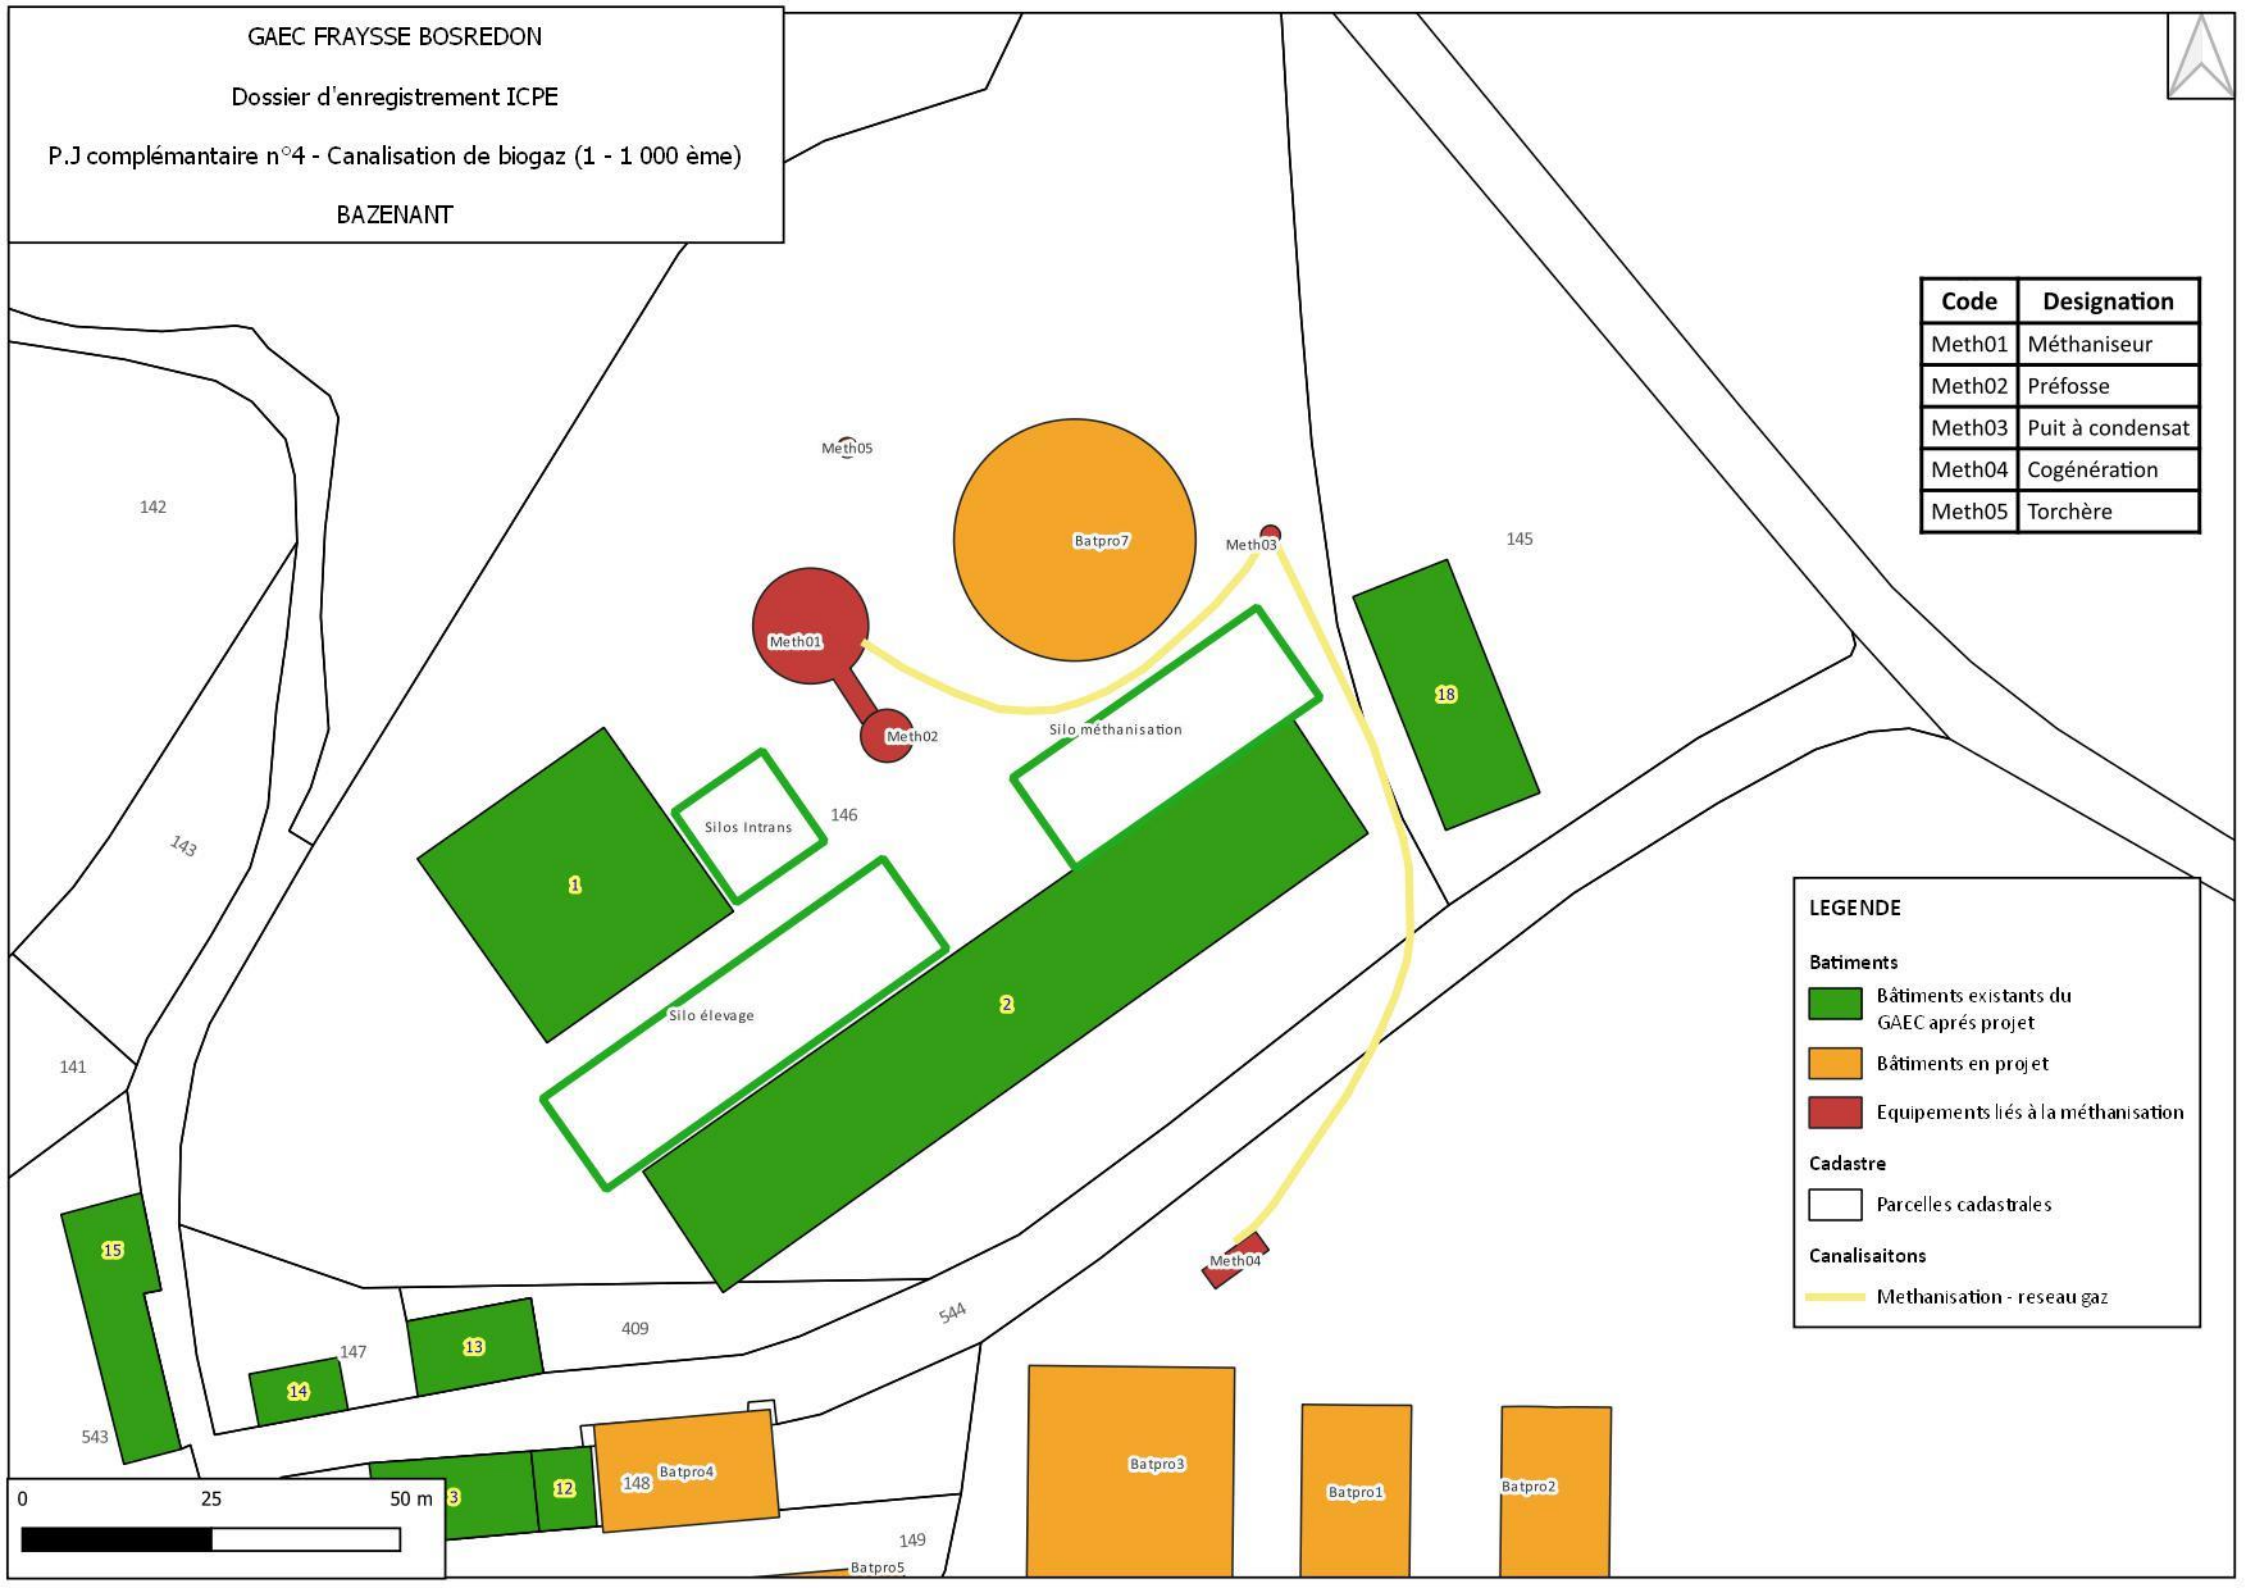 GAEC FRAYSSE BOSREDON
Dossier d'enregistrement ICPE
P.J complémantaire n°4 - Canalisation de biogaz (1 - 1 000 ème)
BAZENANT
Code Designation
Meth01 Méthaniseur
Meth02 Préfosse
Meth03 Puit à condensat
Meth04 Cogénération
Meth05 Torchère
Meth05
142
Batpro7
Meth03
145
Meth01
18
Silo méthanisation
Meth02
146
Silos Intrans
143
1
2
Silo élevage
141
15
Meth04
544
409
13
147
14
543
Batpro3
Batpro4
148
12
3
Batpro1
Batpro2
149
Batpro5
LEGENDE
Batiments
Bâtiments existants du
GAEC aprés projet
Bâtiments en projet
Equipements liés à la méthanisation
Cadastre
Parcelles cadastrales
Canalisaitons
Methanisation - reseau gaz
0 25 50 m